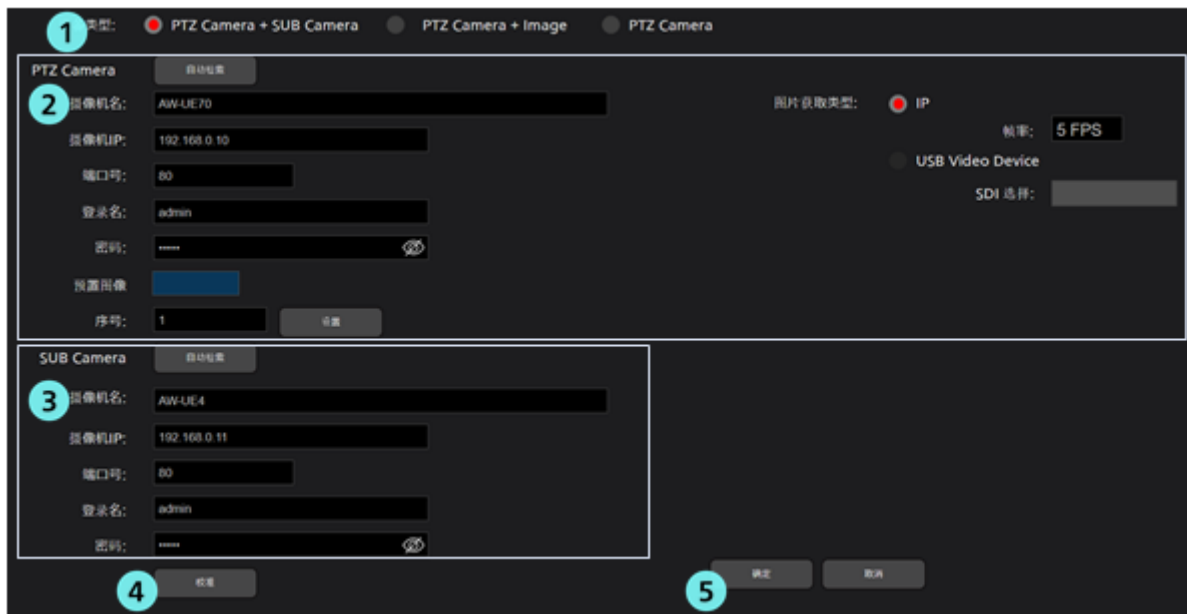 1 类型: PTZ Camera + SUB Camera PTZ Camera + Image PTZ Camera
PTZ Camera 自动检索
2 摄像机名: AW-UE70 图片获取类型: IP
摄像机IP: 192.168.0.10 帧率: 5 FPS
端口号: 80 USB Video Device
登录名: admin SDI 选择:
密码: •••••
预置图像
序号: 1 设置
SUB Camera 自动检索
3 摄像机名: AW-UE4
摄像机IP: 192.168.0.11
端口号: 80
登录名: admin
密码: •••••
4 校准 5 确定 取消